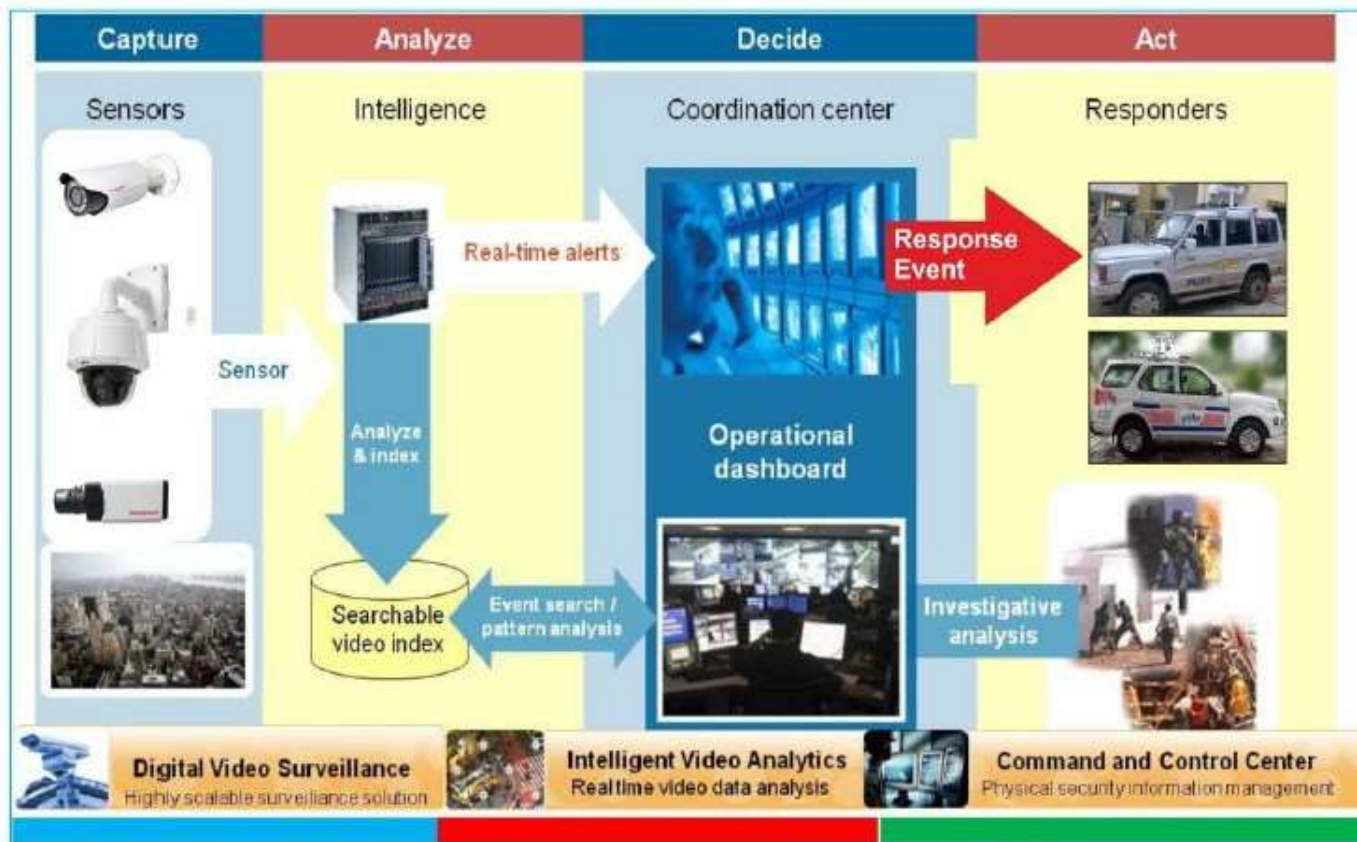 Capture
Analyze
Decide
Act
Sensors
Intelligence
Coordination center
Responders
Real-time alerts
Response
Event
Sensor
Analyze
& index
Operational
dashboard
Searchable
video index
Event search /
pattern analysis
Investigative
analysis
Digital Video Surveillance
Highly scalable surveillance solution
Intelligent Video Analytics
Realtime video data analysis
Command and Control Center
Physical security information management